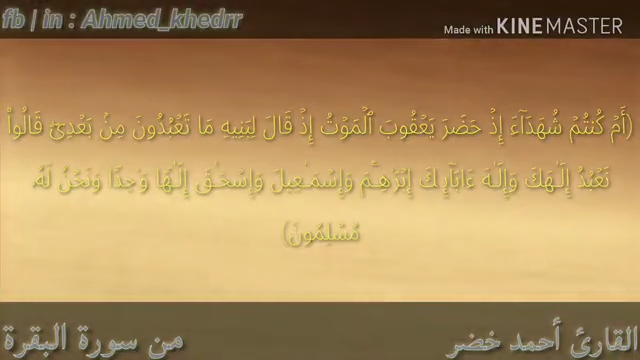 fb | in : Ahmed_khedrr
Made with KINEMASTER
(أَمۡ كُنتُمۡ شُهَدَآءَ إِذۡ حَضَرَ يَعۡقُوبَ ٱلۡمَوۡتُ إِذۡ قَالَ لِبَنِيهِ مَا تَعۡبُدُونَ مِنۢ بَعۡدِيۖ قَالُواْ
نَعۡبُدُ إِلَٰهَكَ وَإِلَٰهَ ءَابَآئِكَ إِبۡرَٰهِـۧمَ وَإِسۡمَٰعِيلَ وَإِسۡحَٰقَ إِلَٰهٗا وَٰحِدٗا وَنَحۡنُ لَهُۥ
مُسۡلِمُونَ)
القارئ أحمد خضر
من سورة البقرة